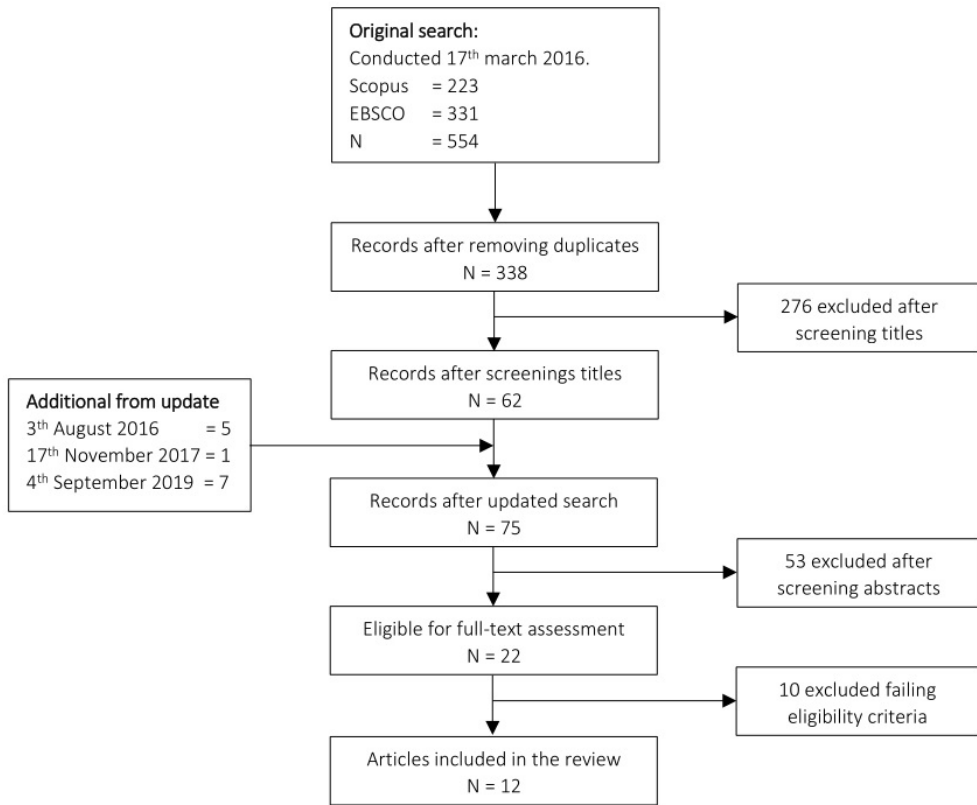 Original search:
Conducted 17th march 2016.
Scopus = 223
EBSCO = 331
N = 554
Records after removing duplicates
N = 338
276 excluded after
screening titles
Records after screenings titles
N = 62
Additional from update
3th August 2016 = 5
17th November 2017 = 1
4th September 2019 = 7
Records after updated search
N = 75
53 excluded after
screening abstracts
Eligible for full-text assessment
N = 22
10 excluded failing
eligibility criteria
Articles included in the review
N = 12